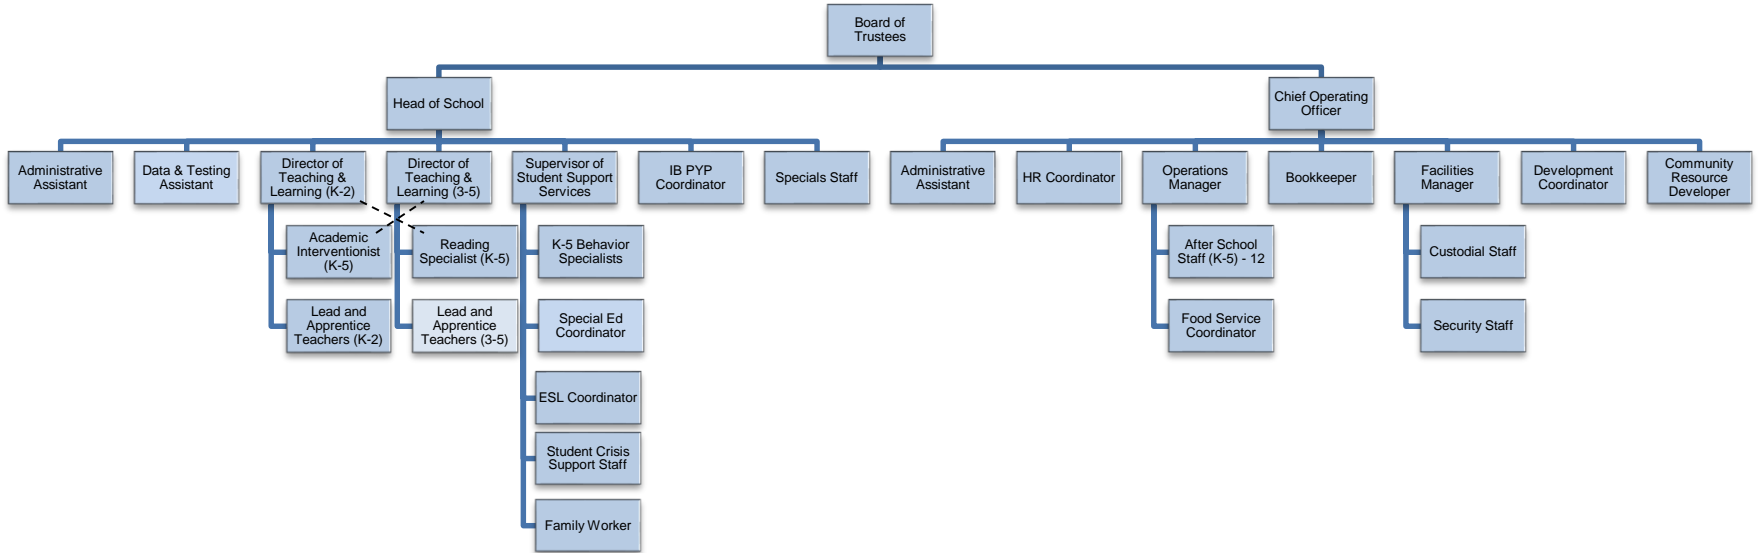 Board of
Trustees
Head of School
Chief Operating
Officer
Administrative
Assistant
Data & Testing
Assistant
Director of
Teaching &
Learning (K-2)
Director of
Teaching &
Learning (3-5)
Supervisor of
Student Support
Services
IB PYP
Coordinator
Specials Staff
Administrative
Assistant
HR Coordinator
Operations
Manager
Bookkeeper
Facilities
Manager
Development
Coordinator
Community
Resource
Developer
Academic
Interventionist
(K-5)
Reading
Specialist (K-5)
K-5 Behavior
Specialists
After School
Staff (K-5) - 12
Custodial Staff
Lead and
Apprentice
Teachers (K-2)
Lead and
Apprentice
Teachers (3-5)
Special Ed
Coordinator
Food Service
Coordinator
Security Staff
ESL Coordinator
Student Crisis
Support Staff
Family Worker